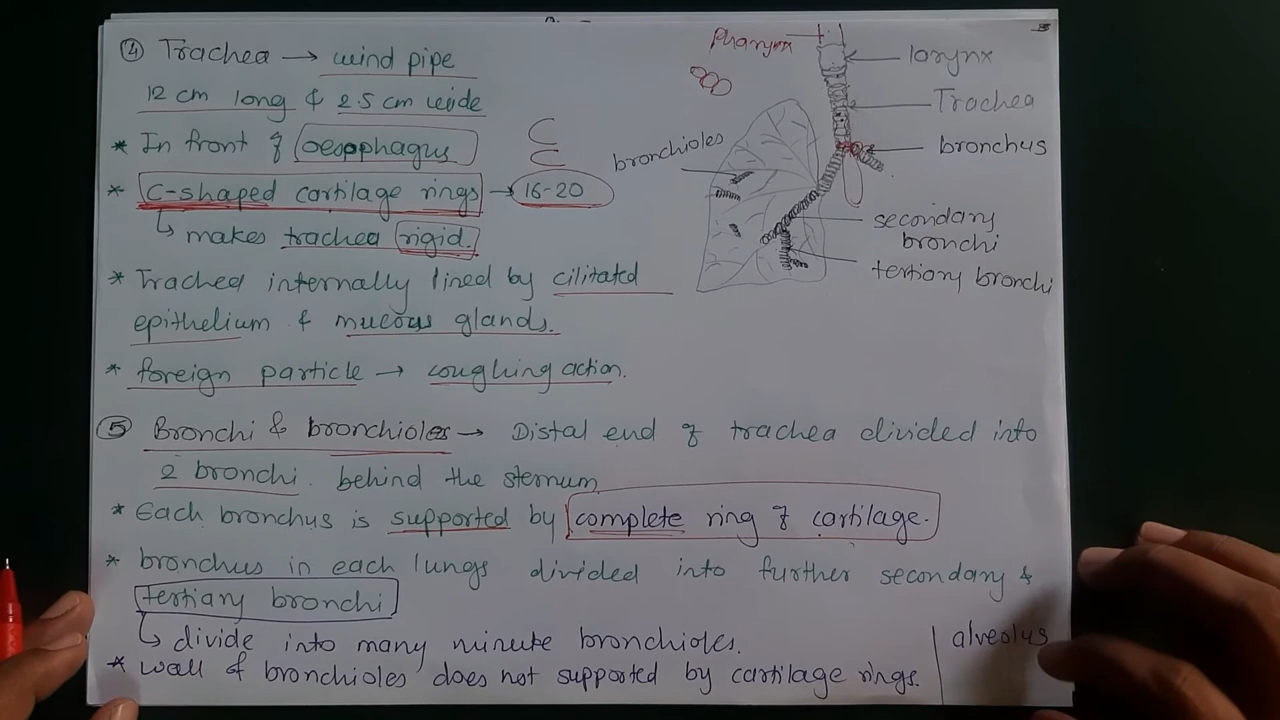 ④ Trachea → wind pipe
12 cm long & 2.5 cm wide
* In front of oesophagus
* C-shaped cartilage rings → 16-20
↳ makes trachea rigid.
* Trachea internally lined by cilitated
epithelium & mucous glands.
* foreign particle → coughing action.
⑤ Bronchi & bronchioles → Distal end of trachea divided into
2 bronchi. behind the sternum
* Each bronchus is supported by complete ring of cartilage.
* bronchus in each lungs divided into further secondary &
tertiary bronchi
↳ divide into many minute bronchioles.
* wall of bronchioles does not supported by cartilage rings.
alveolus
Pharynx
larynx
Trachea
bronchus
bronchioles
secondary
bronchi
tertiary bronchi